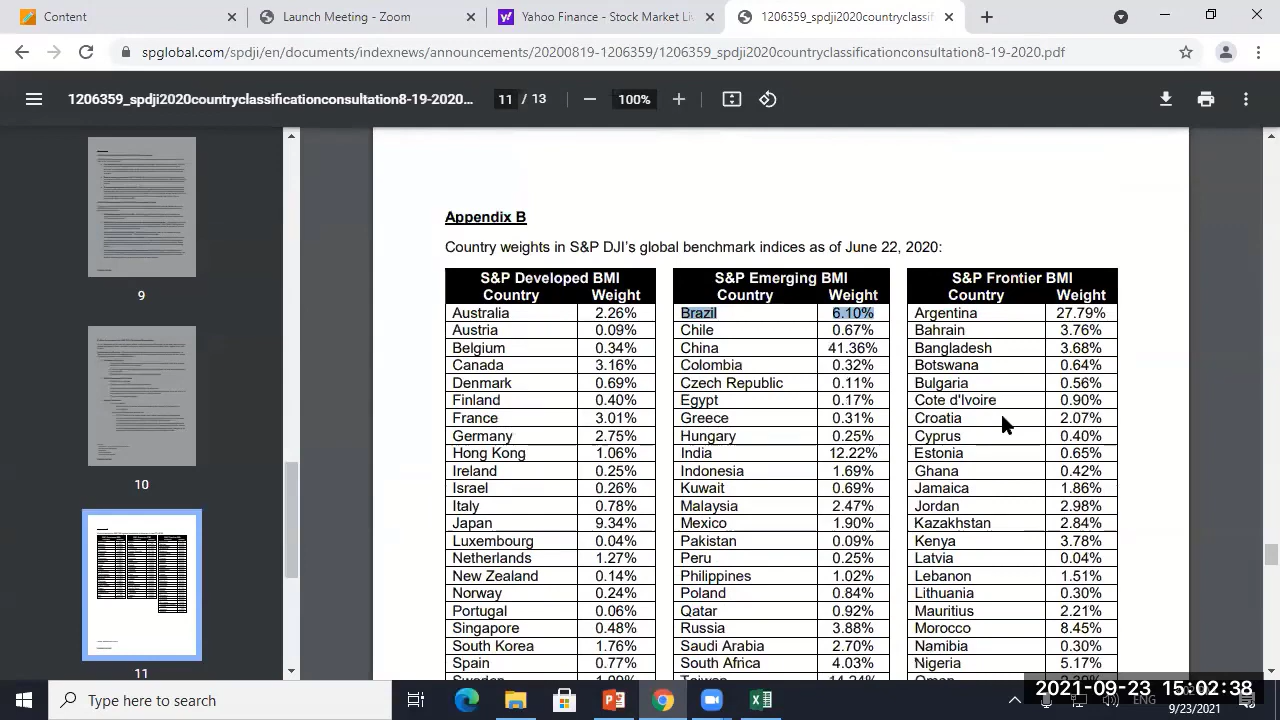 Content
Launch Meeting - Zoom
Yahoo Finance - Stock Market Li
1206359_spdji2020countryclassif
spglobal.com/spdji/en/documents/indexnews/announcements/20200819-1206359/1206359_spdji2020countryclassificationconsultation8-19-2020.pdf
1206359_spdji2020countryclassificationconsultation8-19-2020...
11 / 13
100%
9
10
11
Appendix B
Country weights in S&P DJI's global benchmark indices as of June 22, 2020:
S&P Developed BMI S&P Emerging BMI S&P Frontier BMI
Country Weight Country Weight Country Weight
Australia 2.26% Brazil 6.10% Argentina 27.79%
Austria 0.09% Chile 0.67% Bahrain 3.76%
Belgium 0.34% China 41.36% Bangladesh 3.68%
Canada 3.16% Colombia 0.32% Botswana 0.64%
Denmark 0.69% Czech Republic 0.11% Bulgaria 0.56%
Finland 0.40% Egypt 0.17% Cote d'Ivoire 0.90%
France 3.01% Greece 0.31% Croatia 2.07%
Germany 2.75% Hungary 0.25% Cyprus 0.40%
Hong Kong 1.06% India 12.22% Estonia 0.65%
Ireland 0.25% Indonesia 1.69% Ghana 0.42%
Israel 0.26% Kuwait 0.69% Jamaica 1.86%
Italy 0.78% Malaysia 2.47% Jordan 2.98%
Japan 9.34% Mexico 1.90% Kazakhstan 2.84%
Luxembourg 0.04% Pakistan 0.09% Kenya 3.78%
Netherlands 1.27% Peru 0.25% Latvia 0.04%
New Zealand 0.14% Philippines 1.02% Lebanon 1.51%
Norway 0.24% Poland 0.84% Lithuania 0.30%
Portugal 0.06% Qatar 0.92% Mauritius 2.21%
Singapore 0.48% Russia 3.88% Morocco 8.45%
South Korea 1.76% Saudi Arabia 2.70% Namibia 0.30%
Spain 0.77% South Africa 4.03% Nigeria 5.17%
Type here to search
ENG
2021-09-23 15:02:38
9/23/2021